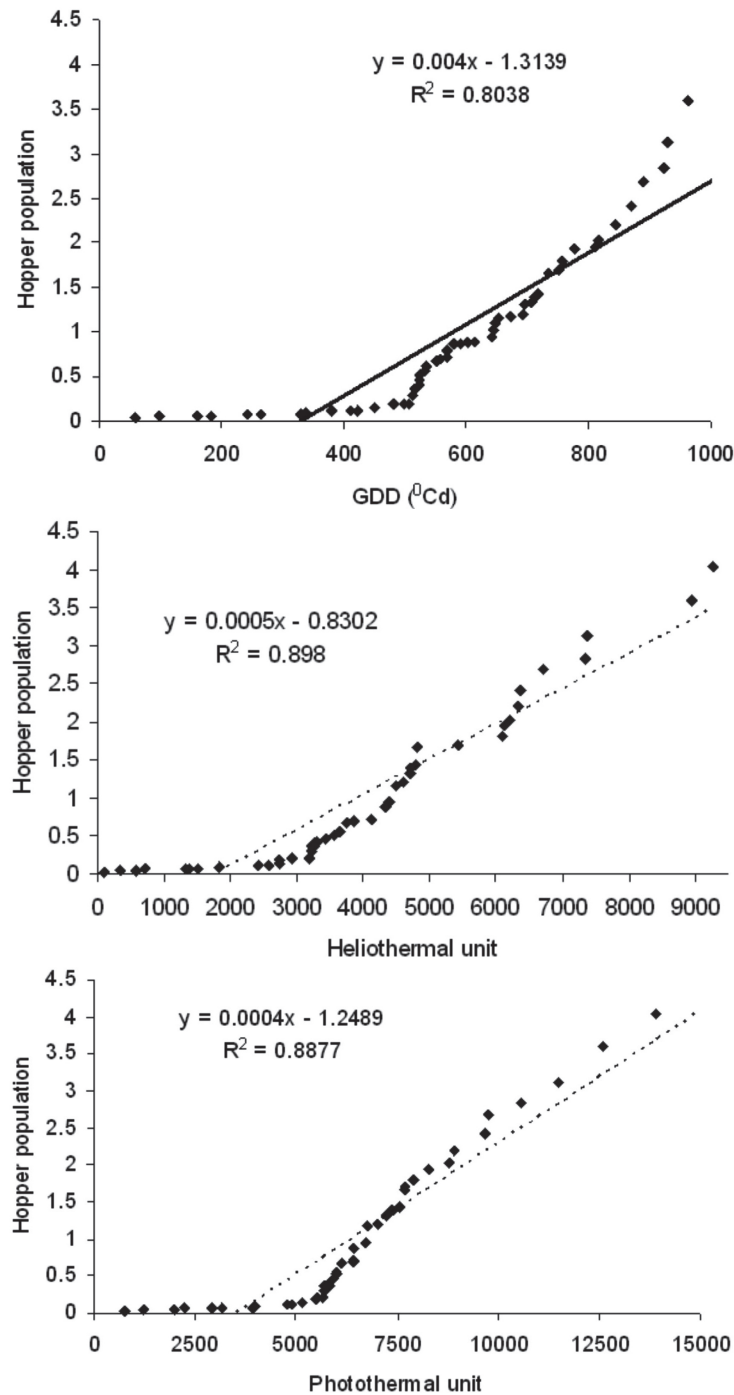 y = 0.004x - 1.3139
R² = 0.8038
Hopper population
4.5
4
3.5
3
2.5
2
1.5
1
0.5
0
0 200 400 600 800 1000
GDD (⁰Cd)
y = 0.0005x - 0.8302
R² = 0.898
Hopper population
4.5
4
3.5
3
2.5
2
1.5
1
0.5
0
0 1000 2000 3000 4000 5000 6000 7000 8000 9000
Heliothermal unit
y = 0.0004x - 1.2489
R² = 0.8877
Hopper population
4.5
4
3.5
3
2.5
2
1.5
1
0.5
0
0 2500 5000 7500 10000 12500 15000
Photothermal unit